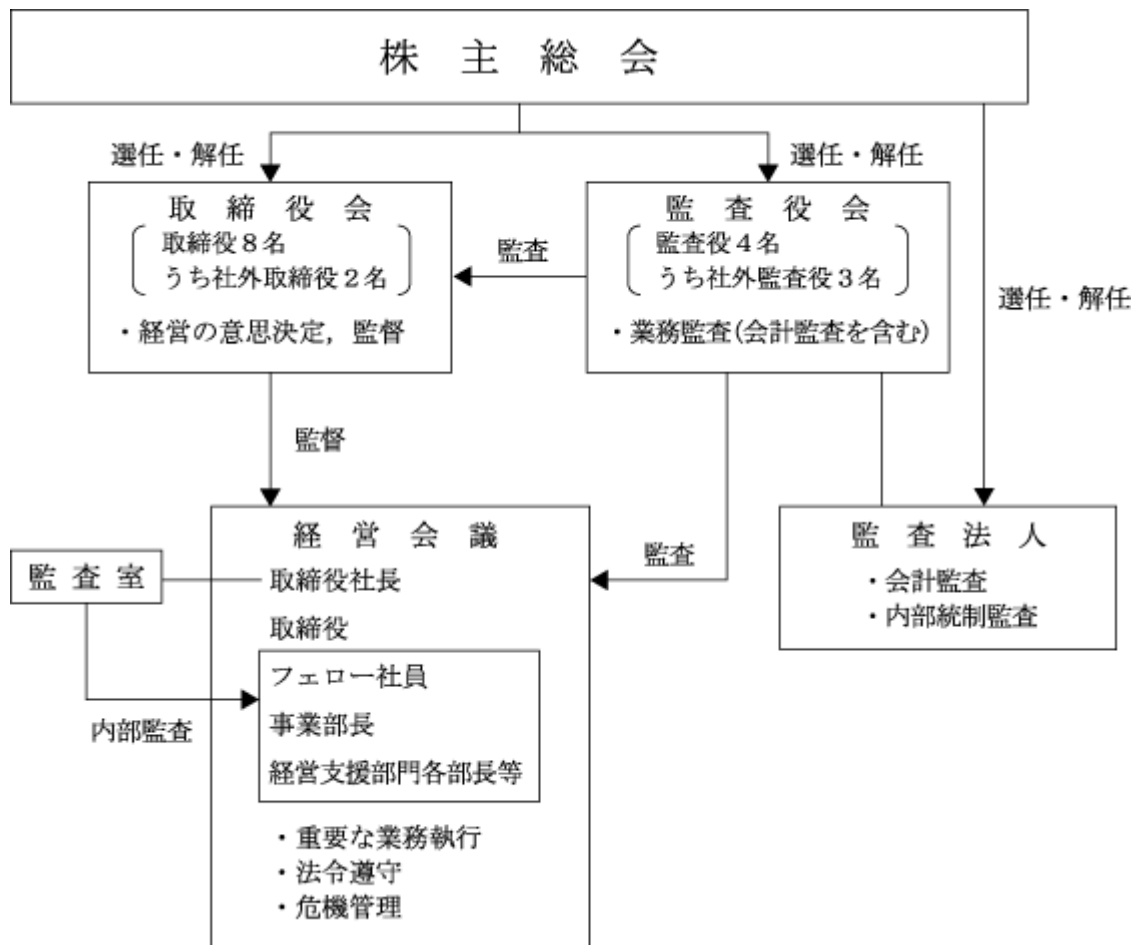 株主総会
選任・解任
選任・解任
取締役会
取締役8名
うち社外取締役2名
・経営の意思決定，監督
監査
監査役会
監査役4名
うち社外監査役3名
・業務監査(会計監査を含む)
選任・解任
監督
経営会議
取締役社長
取締役
フェロー社員
事業部長
経営支援部門各部長等
・重要な業務執行
・法令遵守
・危機管理
監査室
内部監査
監査
監査法人
・会計監査
・内部統制監査